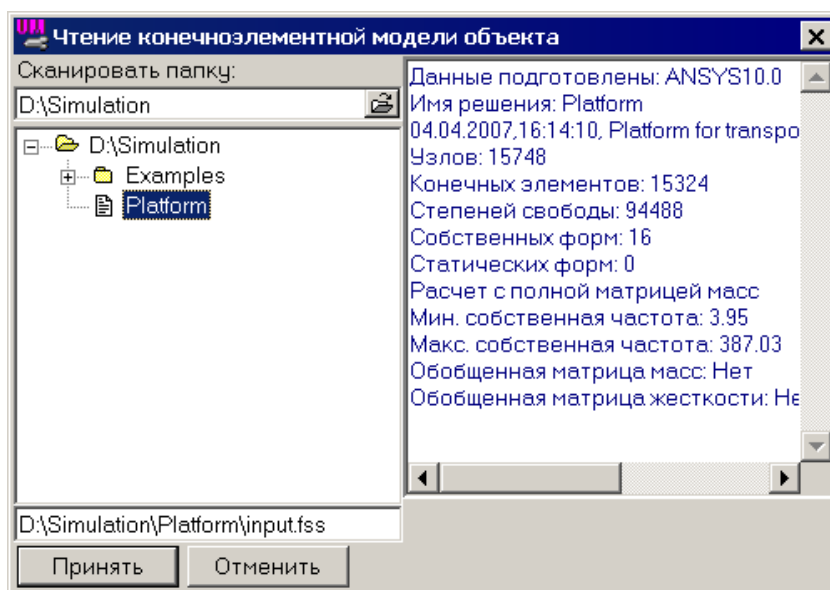 UM Чтение конечноэлементной модели объекта
Сканировать папку:
D:\Simulation
D:\Simulation
Examples
Platform
D:\Simulation\Platform\input.fss
Принять Отменить
Данные подготовлены: ANSYS10.0
Имя решения: Platform
04.04.2007,16:14:10, Platform for transpo
Узлов: 15748
Конечных элементов: 15324
Степеней свободы: 94488
Собственных форм: 16
Статических форм: 0
Расчет с полной матрицей масс
Мин. собственная частота: 3.95
Макс. собственная частота: 387.03
Обобщенная матрица масс: Нет
Обобщенная матрица жесткости: Не